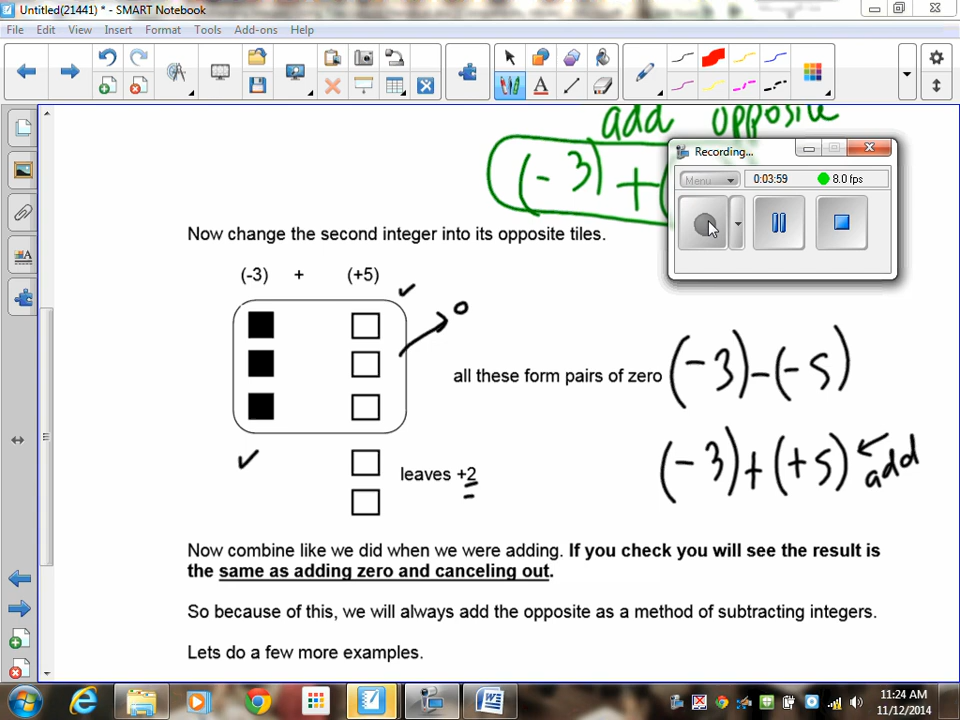 Untitled(21441) * - SMART Notebook
File Edit View Insert Format Tools Add-ons Help
add opposite
(-3) + (
Recording...
Menu 0:03:59 8.0 fps
Now change the second integer into its opposite tiles.
(-3) + (+5)
0
all these form pairs of zero (-3)-(-5)
leaves +2 (-3)+(+5) ← add
Now combine like we did when we were adding. If you check you will see the result is
the same as adding zero and canceling out.
So because of this, we will always add the opposite as a method of subtracting integers.
Lets do a few more examples.
11:24 AM
11/12/2014